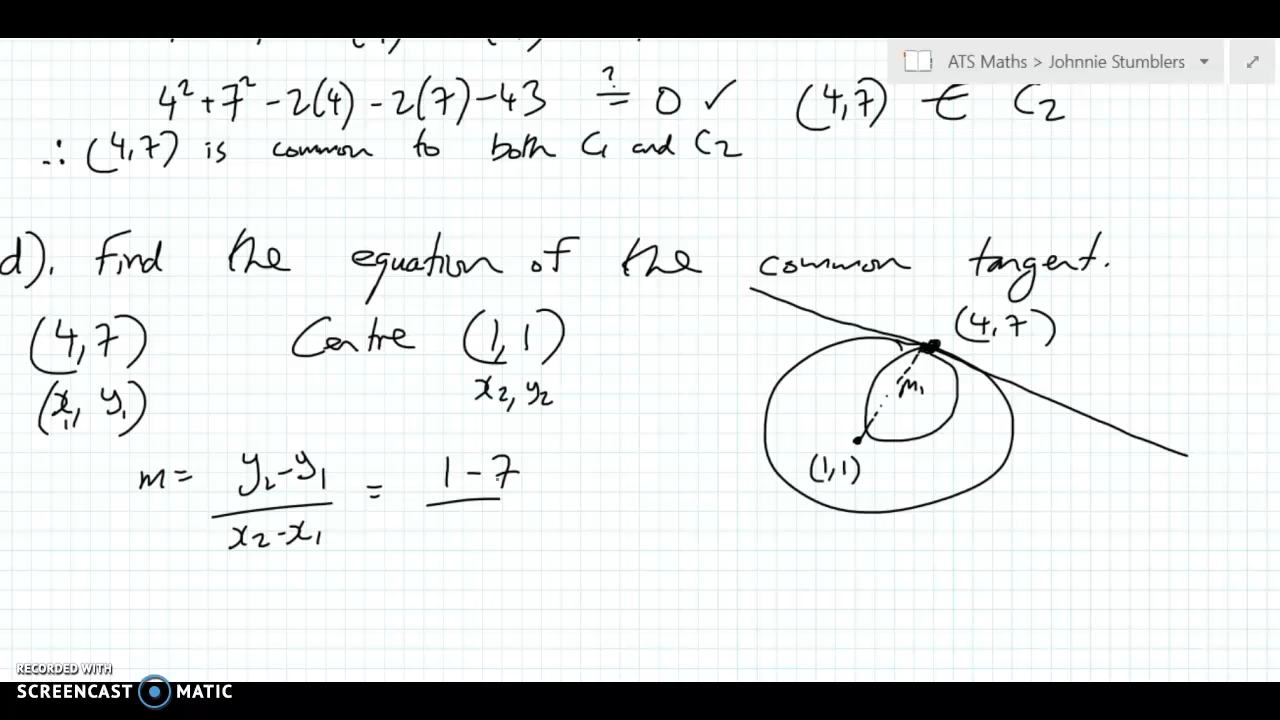 ATS Maths > Johnnie Stumblers
4² + 7² - 2(4) - 2(7) - 43 ≟ 0 ✓ (4,7) ∈ C₂
∴ (4,7) is common to both C₁ and C₂
d). Find the equation of the common tangent.
(4,7) Centre (1,1) (4,7)
(x₁, y₁) x₂, y₂ m₁
(1,1)
m = y₂-y₁ / x₂-x₁ = 1-7
RECORDED WITH
SCREENCAST MATIC